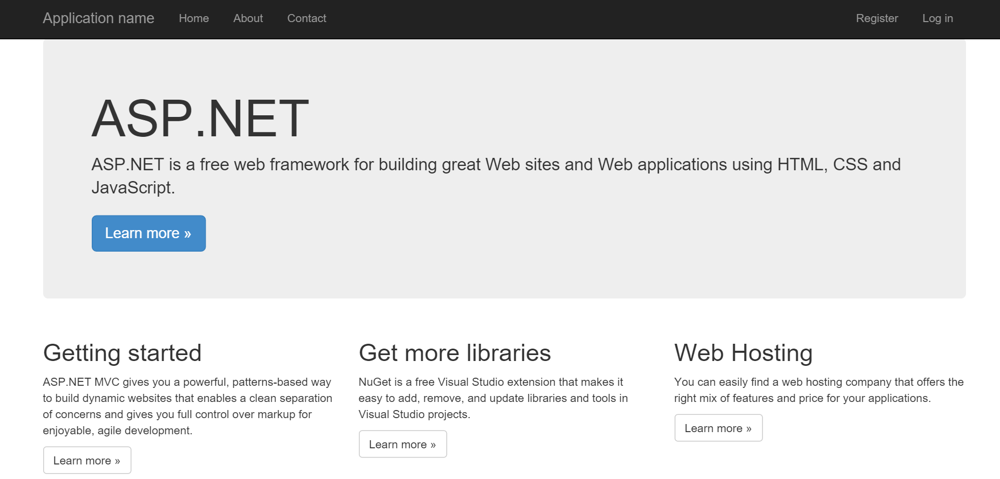 Application name Home About Contact Register Log in
ASP.NET
ASP.NET is a free web framework for building great Web sites and Web applications using HTML, CSS and
JavaScript.
Learn more »
Getting started
ASP.NET MVC gives you a powerful, patterns-based way
to build dynamic websites that enables a clean separation
of concerns and gives you full control over markup for
enjoyable, agile development.
Learn more »
Get more libraries
NuGet is a free Visual Studio extension that makes it
easy to add, remove, and update libraries and tools in
Visual Studio projects.
Learn more »
Web Hosting
You can easily find a web hosting company that offers the
right mix of features and price for your applications.
Learn more »